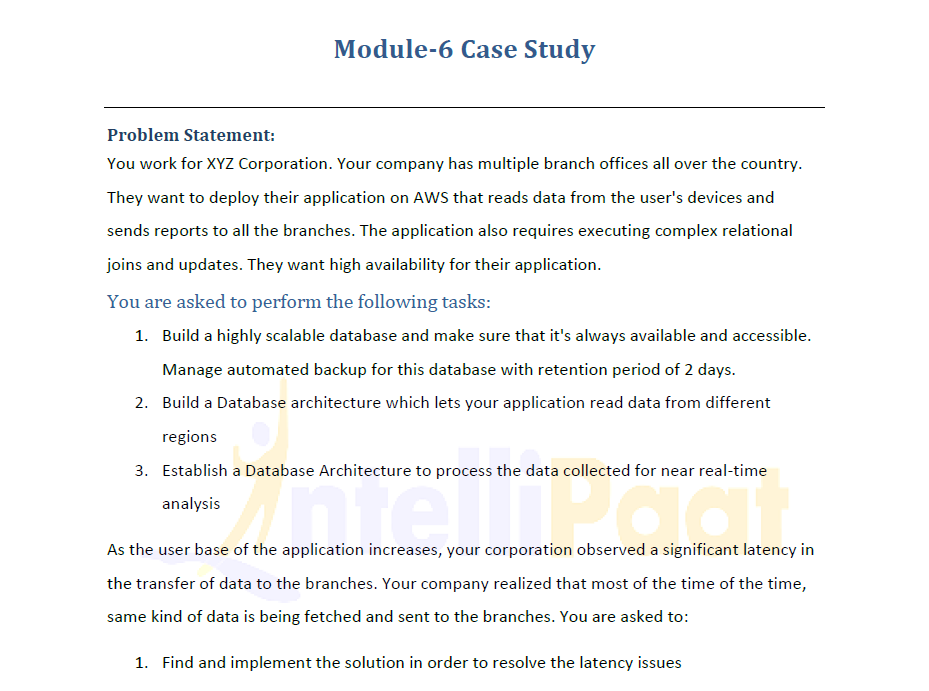 Module-6 Case Study
Problem Statement:
You work for XYZ Corporation. Your company has multiple branch offices all over the country.
They want to deploy their application on AWS that reads data from the user's devices and
sends reports to all the branches. The application also requires executing complex relational
joins and updates. They want high availability for their application.
You are asked to perform the following tasks:
1. Build a highly scalable database and make sure that it's always available and accessible.
Manage automated backup for this database with retention period of 2 days.
2. Build a Database architecture which lets your application read data from different
regions
3. Establish a Database Architecture to process the data collected for near real-time
analysis
IntelliPaat
As the user base of the application increases, your corporation observed a significant latency in
the transfer of data to the branches. Your company realized that most of the time of the time,
same kind of data is being fetched and sent to the branches. You are asked to:
1. Find and implement the solution in order to resolve the latency issues